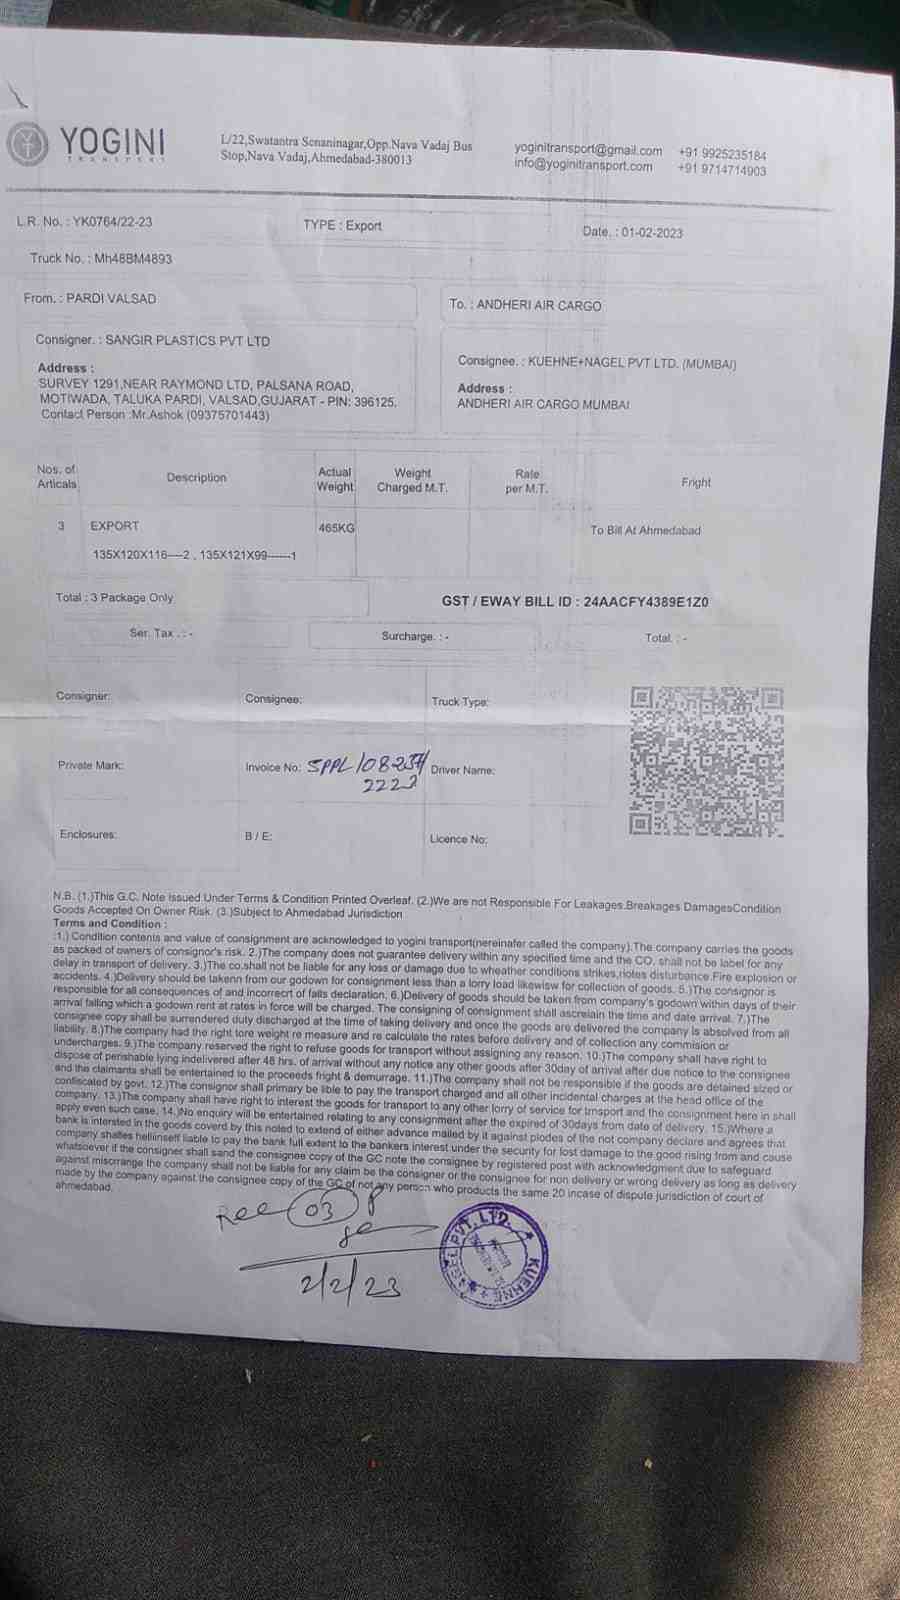 YOGINI
TRANSPORT
L/22,Swatantra Senaninagar,Opp.Nava Vadaj Bus
Stop,Nava Vadaj,Ahmedabad-380013
yoginitransport@gmail.com +91 9925235184
info@yoginitransport.com +91 9714714903
L.R. No. : YK0764/22-23 TYPE : Export Date. : 01-02-2023
Truck No. : Mh48BM4893
From. : PARDI VALSAD
To. : ANDHERI AIR CARGO
Consigner. : SANGIR PLASTICS PVT LTD
Address :
SURVEY 1291,NEAR RAYMOND LTD, PALSANA ROAD,
MOTIWADA, TALUKA PARDI, VALSAD,GUJARAT - PIN: 396125.
Contact Person :Mr.Ashok (09375701443)
Consignee. : KUEHNE+NAGEL PVT LTD. (MUMBAI)
Address :
ANDHERI AIR CARGO MUMBAI
Nos. of Articals Description Actual Weight Weight Charged M.T. Rate per M.T. Fright
3 EXPORT 465KG To Bill At Ahmedabad
135X120X116----2 , 135X121X99------1
Total : 3 Package Only GST / EWAY BILL ID : 24AACFY4389E1Z0
Ser. Tax . : - Surcharge. : - Total. : -
Consigner: Consignee: Truck Type:
Private Mark: Invoice No: SPPL/08237/ Driver Name:
2223
Enclosures: B / E: Licence No:
N.B. (1.)This G.C. Note Issued Under Terms & Condition Printed Overleaf. (2.)We are not Responsible For Leakages.Breakages DamagesCondition
Goods Accepted On Owner Risk. (3.)Subject to Ahmedabad Jurisdiction
Terms and Condition :
:1.) Condition contents and value of consignment are acknowledged to yogini transport(nereinafer called the company).The company carries the goods
as packed of owners of consignor's risk. 2.)The company does not guarantee delivery within any specified time and the CO. shall not be label for any
delay in transport of delivery. 3.)The co.shall not be liable for any loss or damage due to wheather conditions strikes,riotes disturbance.Fire explosion or
accidents. 4.)Delivery should be takenn from our godown for consignment less than a lorry load likewisw for collection of goods. 5.)The consignor is
responsible for all consequences of and incorrecrt of falls declaration. 6.)Delivery of goods should be taken from company's godown within days of their
arrival falling which a godown rent at rates in force will be charged. The consigning of consignment shall ascrelain the time and date arrival. 7.)The
consignee copy shall be surrendered duty discharged at the time of taking delivery and once the goods are delivered the company is absolved from all
liability. 8.)The company had the right tore weight re measure and re calculate the rates before delivery and of collection any commision or
undercharges. 9.)The company reserved the right to refuse goods for transport without assigning any reason. 10.)The company shall have right to
dispose of perishable lying indelivered after 48 hrs. of arrival without any notice any other goods after 30day of arrival after due notice to the consignee
and the claimants shall be entertained to the proceeds fright & demurrage. 11.)The company shall not be responsible if the goods are detained sized or
confiscated by govt. 12.)The consignor shall primary be lible to pay the transport charged and all other incidental charges at the head office of the
company. 13.)The company shall have right to interest the goods for transport to any other lorry of service for trnsport and the consignment here in shall
apply even such case. 14.)No enquiry will be entertained relating to any consignment after the expired of 30days from date of delivery. 15.)Where a
bank is intersted in the goods coverd by this noled to extend of either advance mailed by it against plodes of the not company declare and agrees that
company shalles helliinself liable to pay the bank full extent to the bankers interest under the security for lost damage to the good rising from and cause
whatsoever if the consigner shall sand the consignee copy of the GC note the consignee by registered post with acknowledgment due to safeguard
against misorrange the company shall not be liable for any claim be the consigner or the consignee for non delivery or wrong delivery as long as delivery
made by the company against the consignee copy of the GC of not any person who products the same 20 incase of dispute jurisdiction of court of
ahmedabad.
Rec 03 P
2/2/23
KUEHNE + NAGEL PVT. LTD.